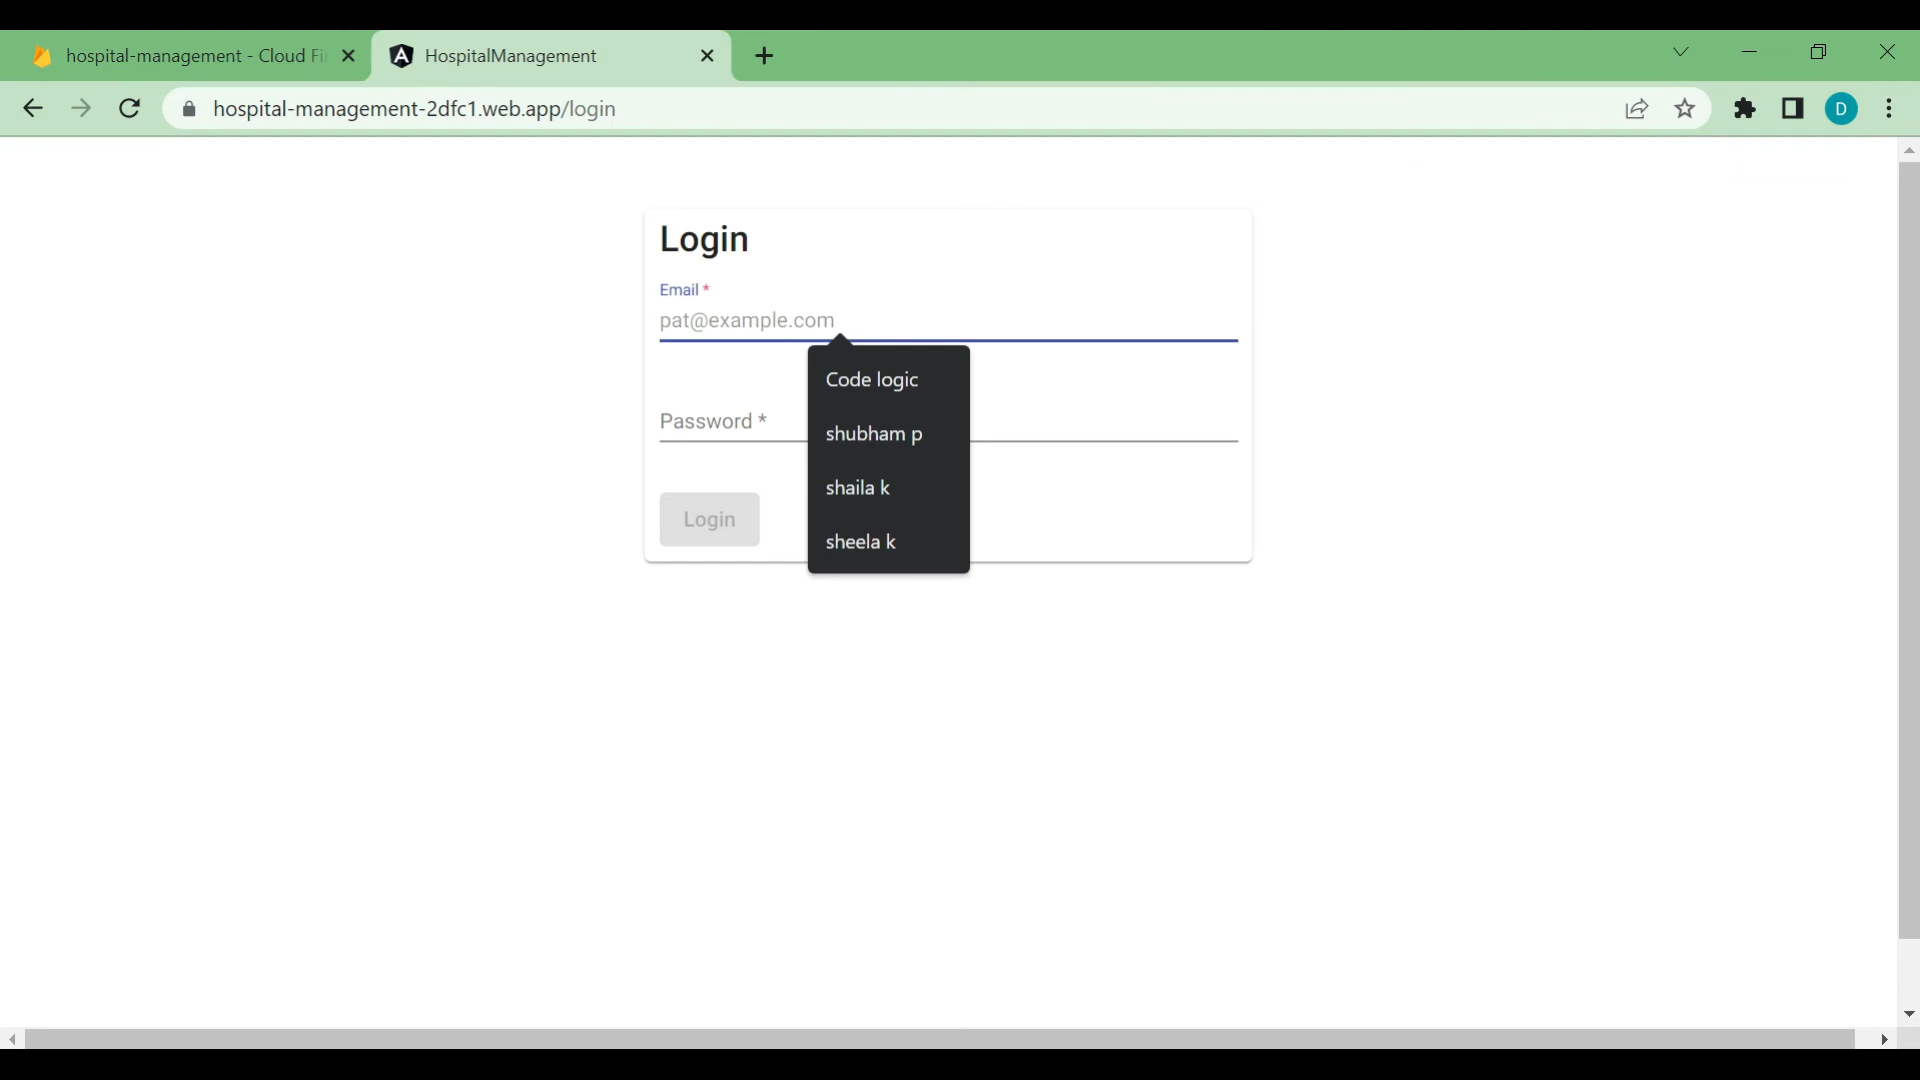 hospital-management - Cloud Fi
HospitalManagement
hospital-management-2dfc1.web.app/login
D
Login
Email *
pat@example.com
Code logic
Password *
shubham p
shaila k
Login
sheela k